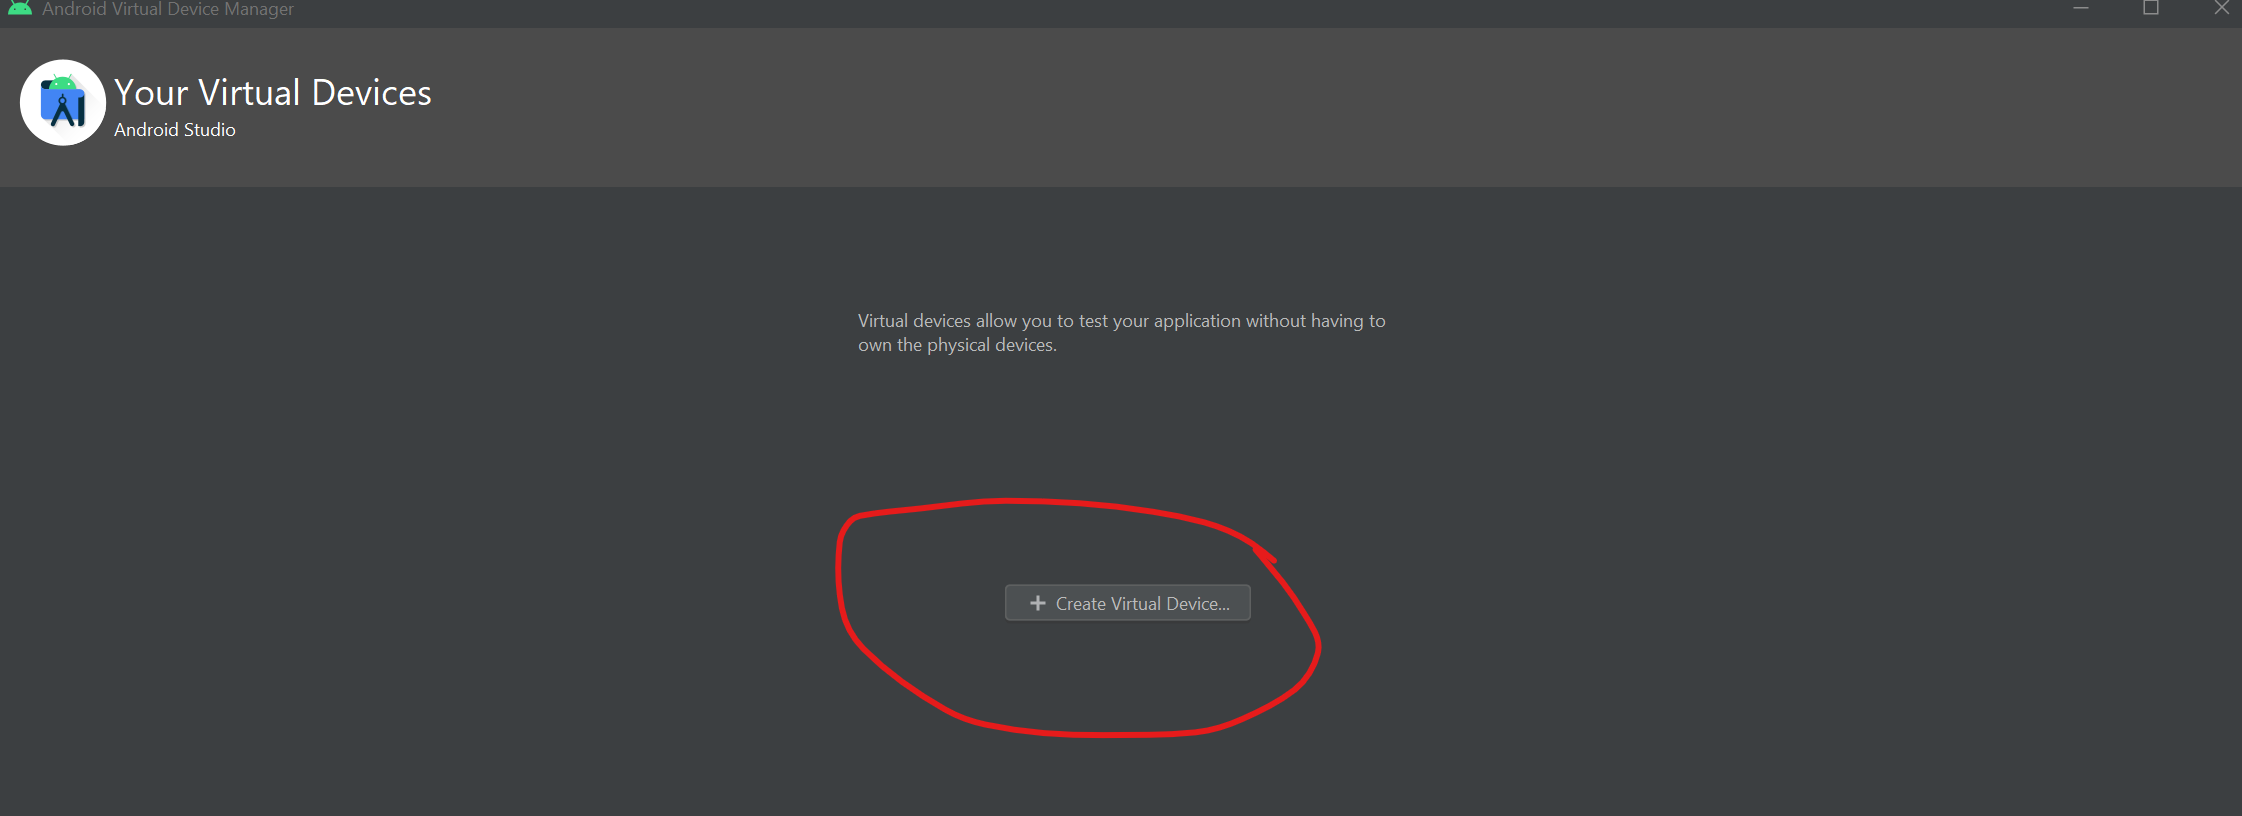 Android Virtual Device Manager
Your Virtual Devices
Android Studio
Virtual devices allow you to test your application without having to
own the physical devices.
Create Virtual Device...